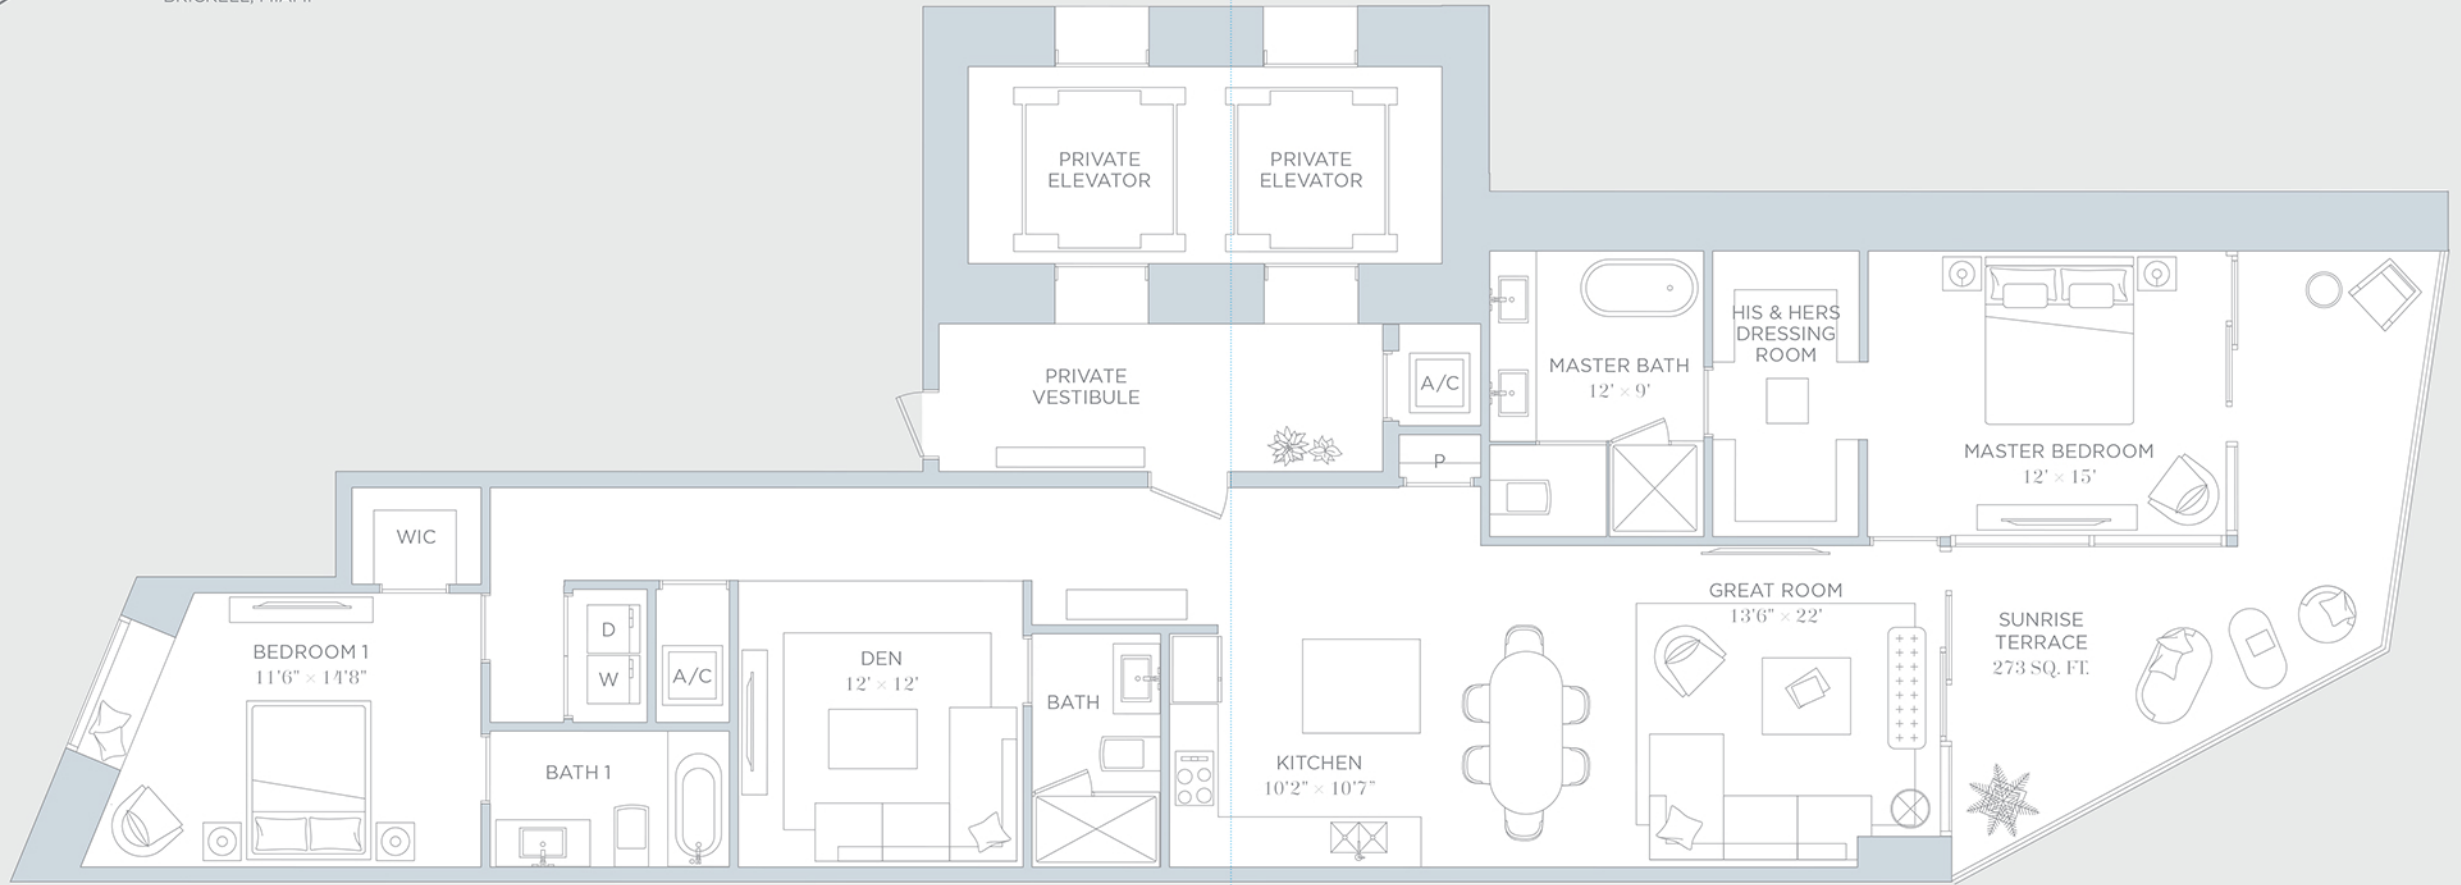 PRIVATE
ELEVATOR
PRIVATE
ELEVATOR
PRIVATE
VESTIBULE
A/C
P
MASTER BATH
12' × 9'
HIS & HERS
DRESSING
ROOM
MASTER BEDROOM
12' × 15'
WIC
BEDROOM 1
11'6" × 14'8"
D
W
A/C
BATH 1
DEN
12' × 12'
BATH
KITCHEN
10'2" × 10'7"
GREAT ROOM
13'6" × 22'
SUNRISE
TERRACE
273 SQ. FT.